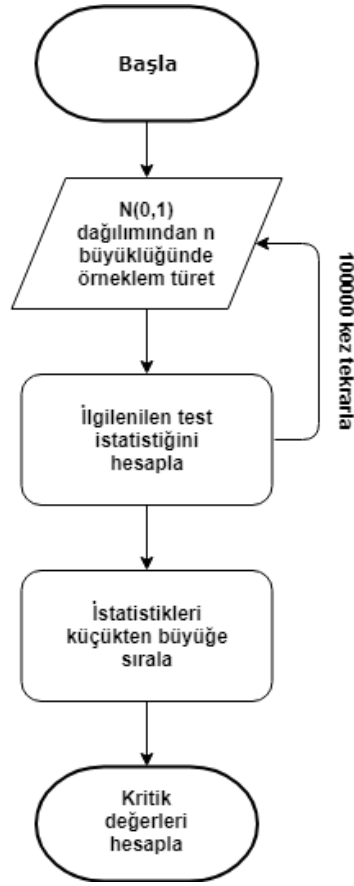 Başla
N(0,1)
dağılımından n
büyüklüğünde
örneklem türet
100000 kez tekrarla
İlgilenilen test
istatistiğini
hesapla
İstatistikleri
küçükten büyüğe
sırala
Kritik
değerleri
hesapla